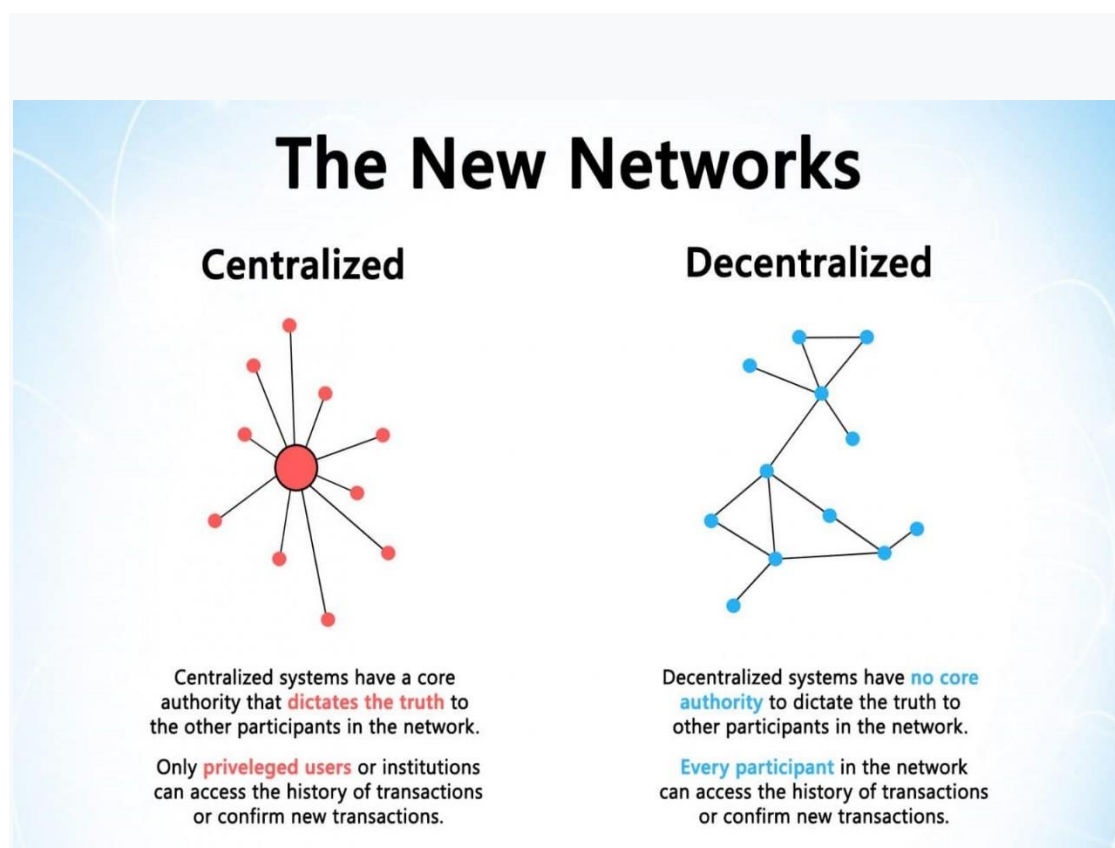 The New Networks
Centralized
Decentralized
Centralized systems have a core
authority that dictates the truth to
the other participants in the network.
Only priveleged users or institutions
can access the history of transactions
or confirm new transactions.
Decentralized systems have no core
authority to dictate the truth to
other participants in the network.
Every participant in the network
can access the history of transactions
or confirm new transactions.